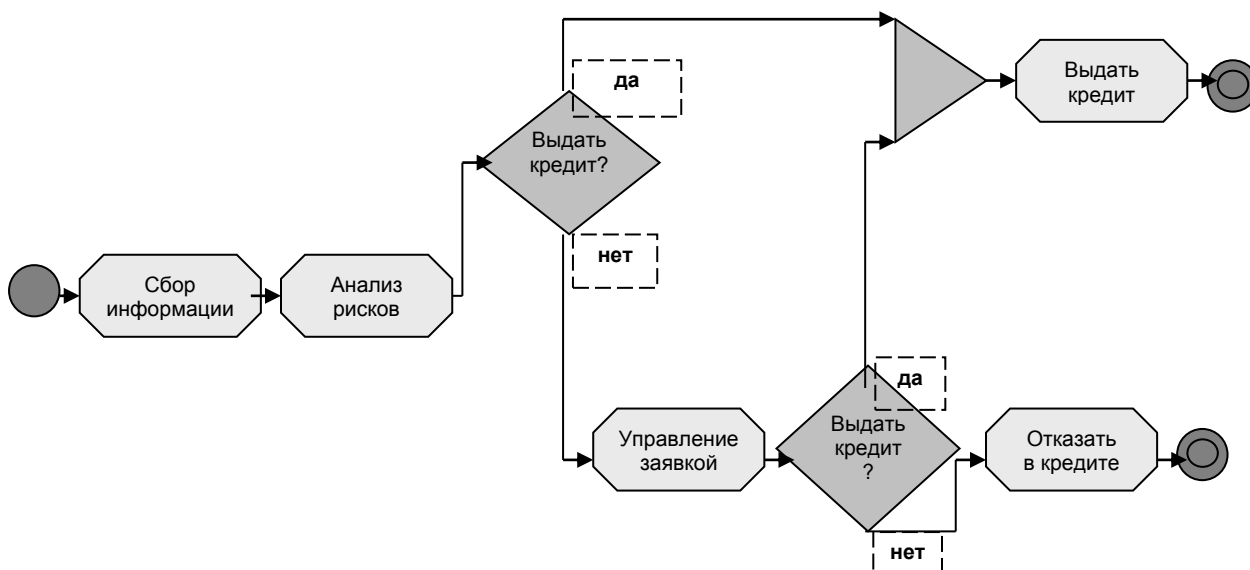 да
Выдать
кредит?
нет
Выдать
кредит
Сбор
информации
Анализ
рисков
Управление
заявкой
да
Выдать
кредит
?
нет
Отказать
в кредите